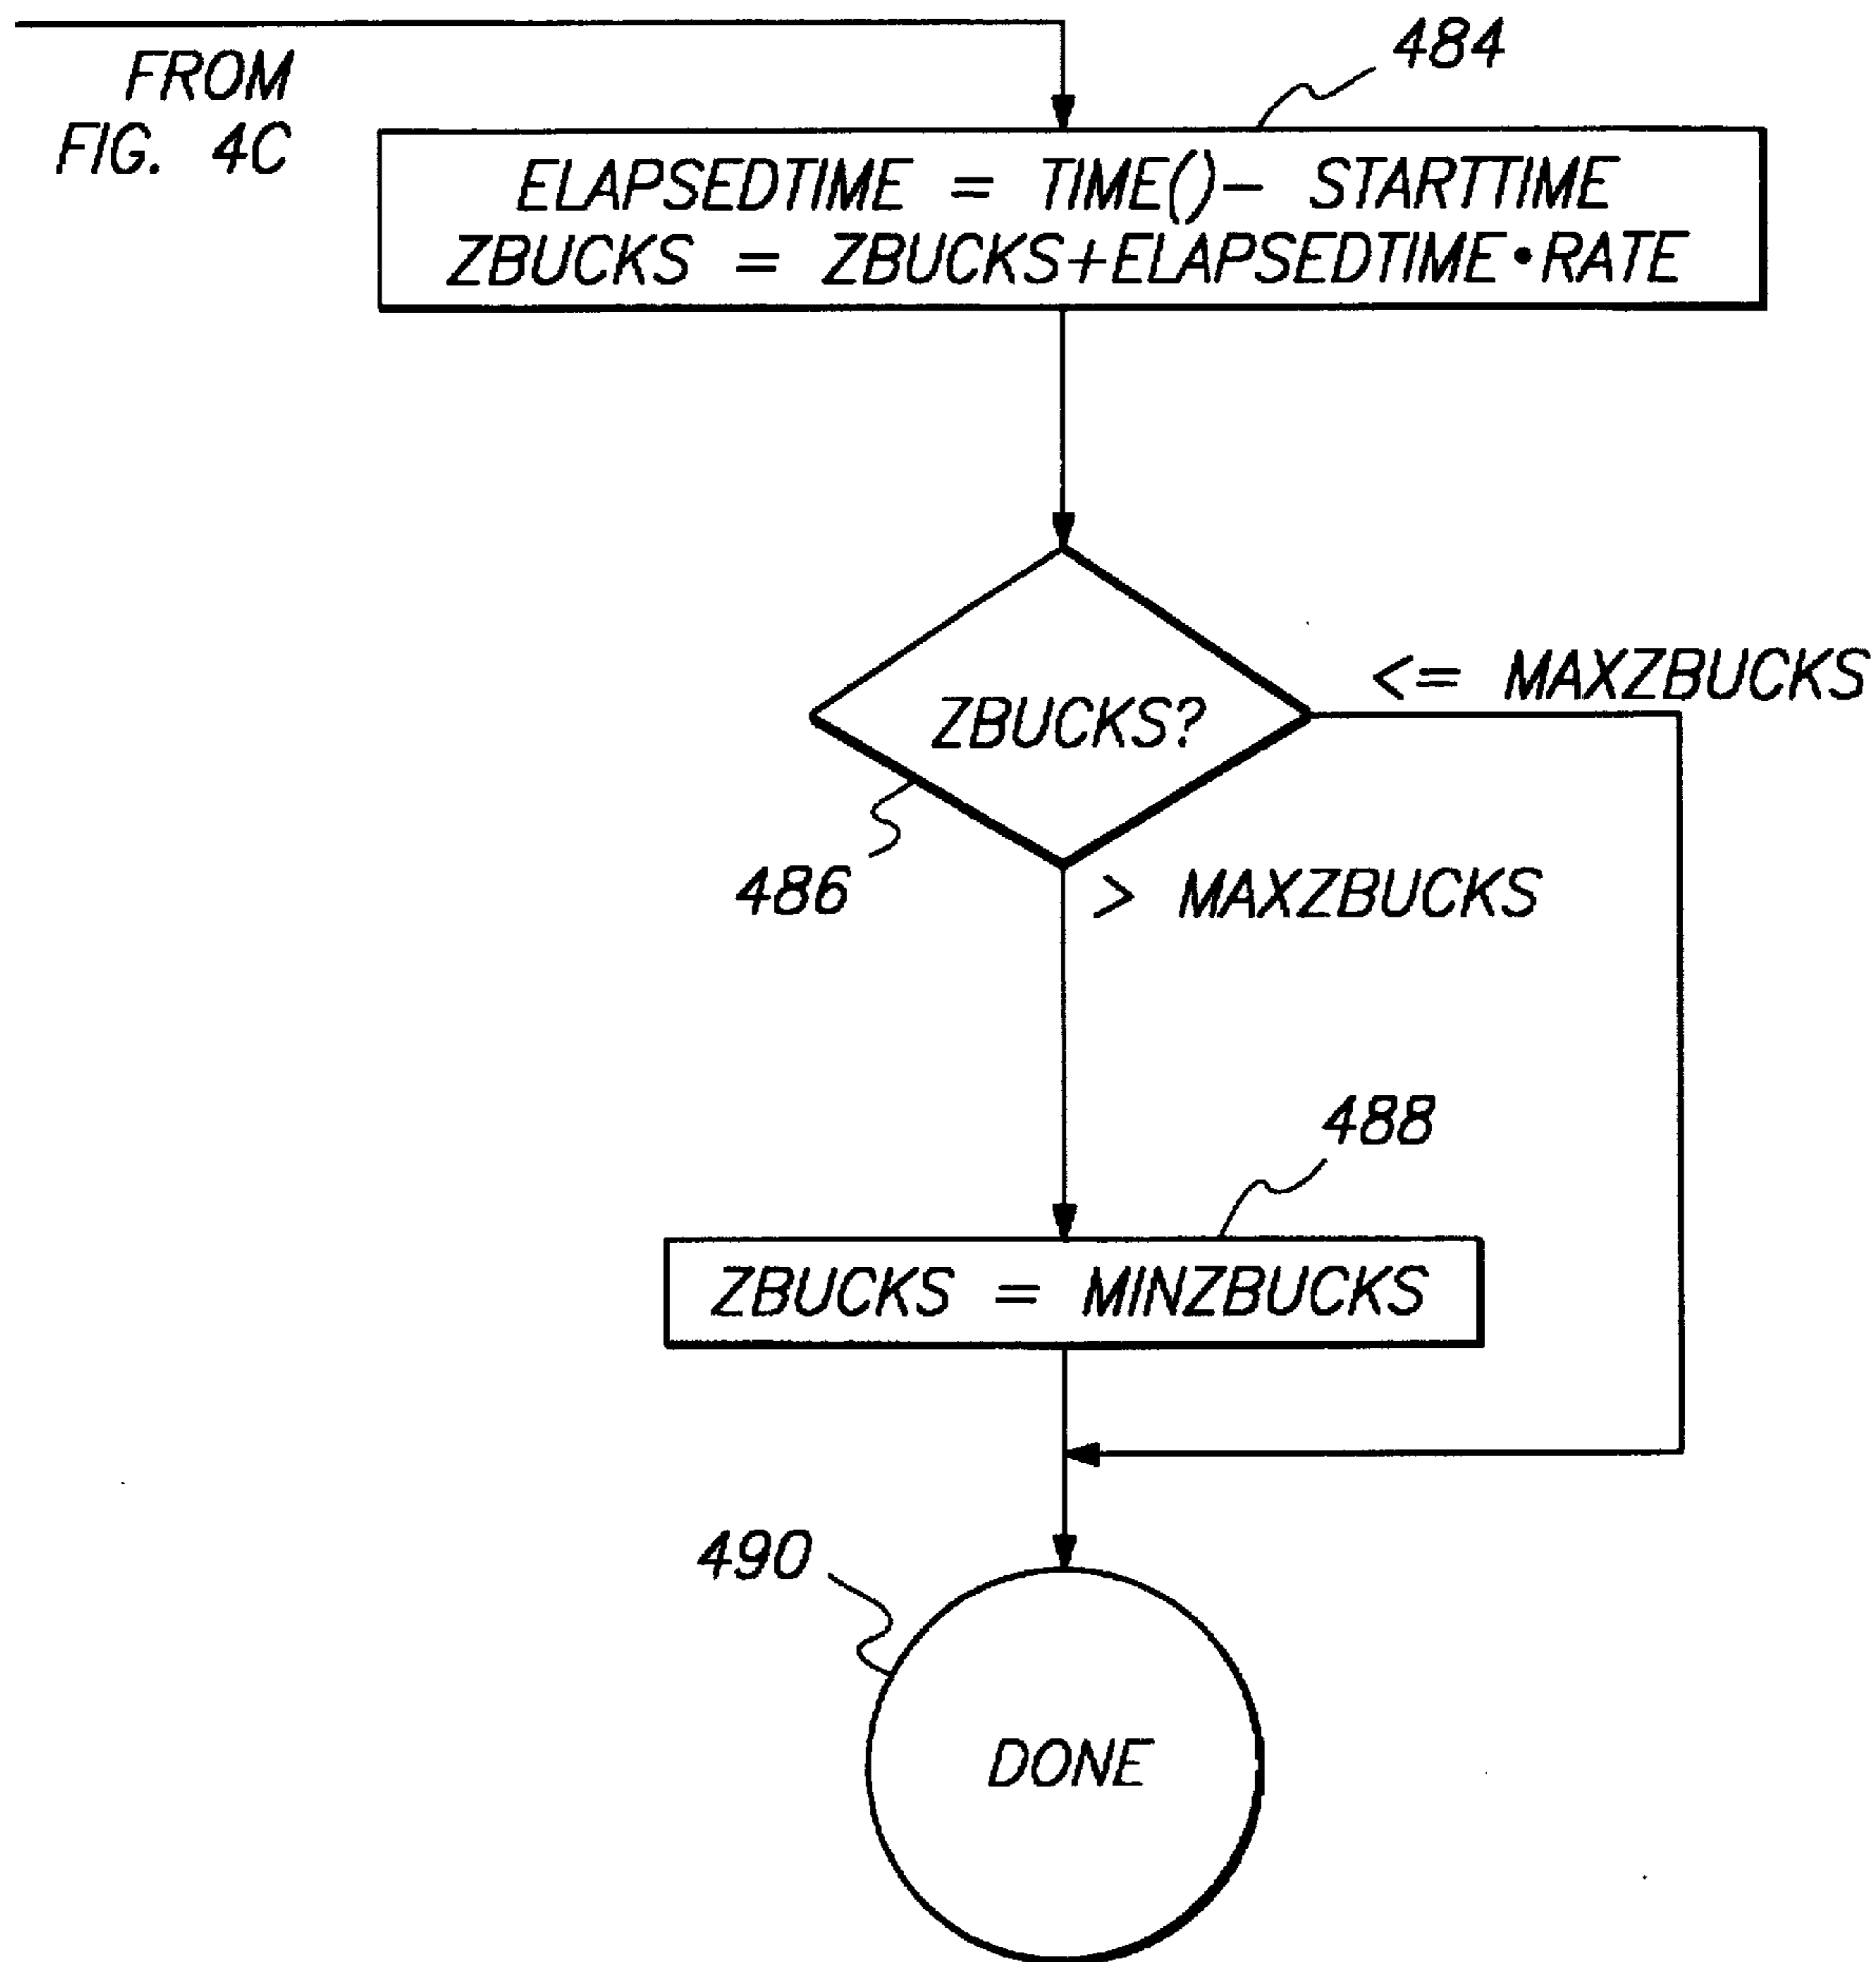 FROM
FIG. 4C
484
ELAPSEDTIME = TIME()- STARTTIME
ZBUCKS = ZBUCKS+ELAPSEDTIME•RATE
<= MAXZBUCKS
ZBUCKS?
486
> MAXZBUCKS
488
ZBUCKS = MINZBUCKS
490
DONE